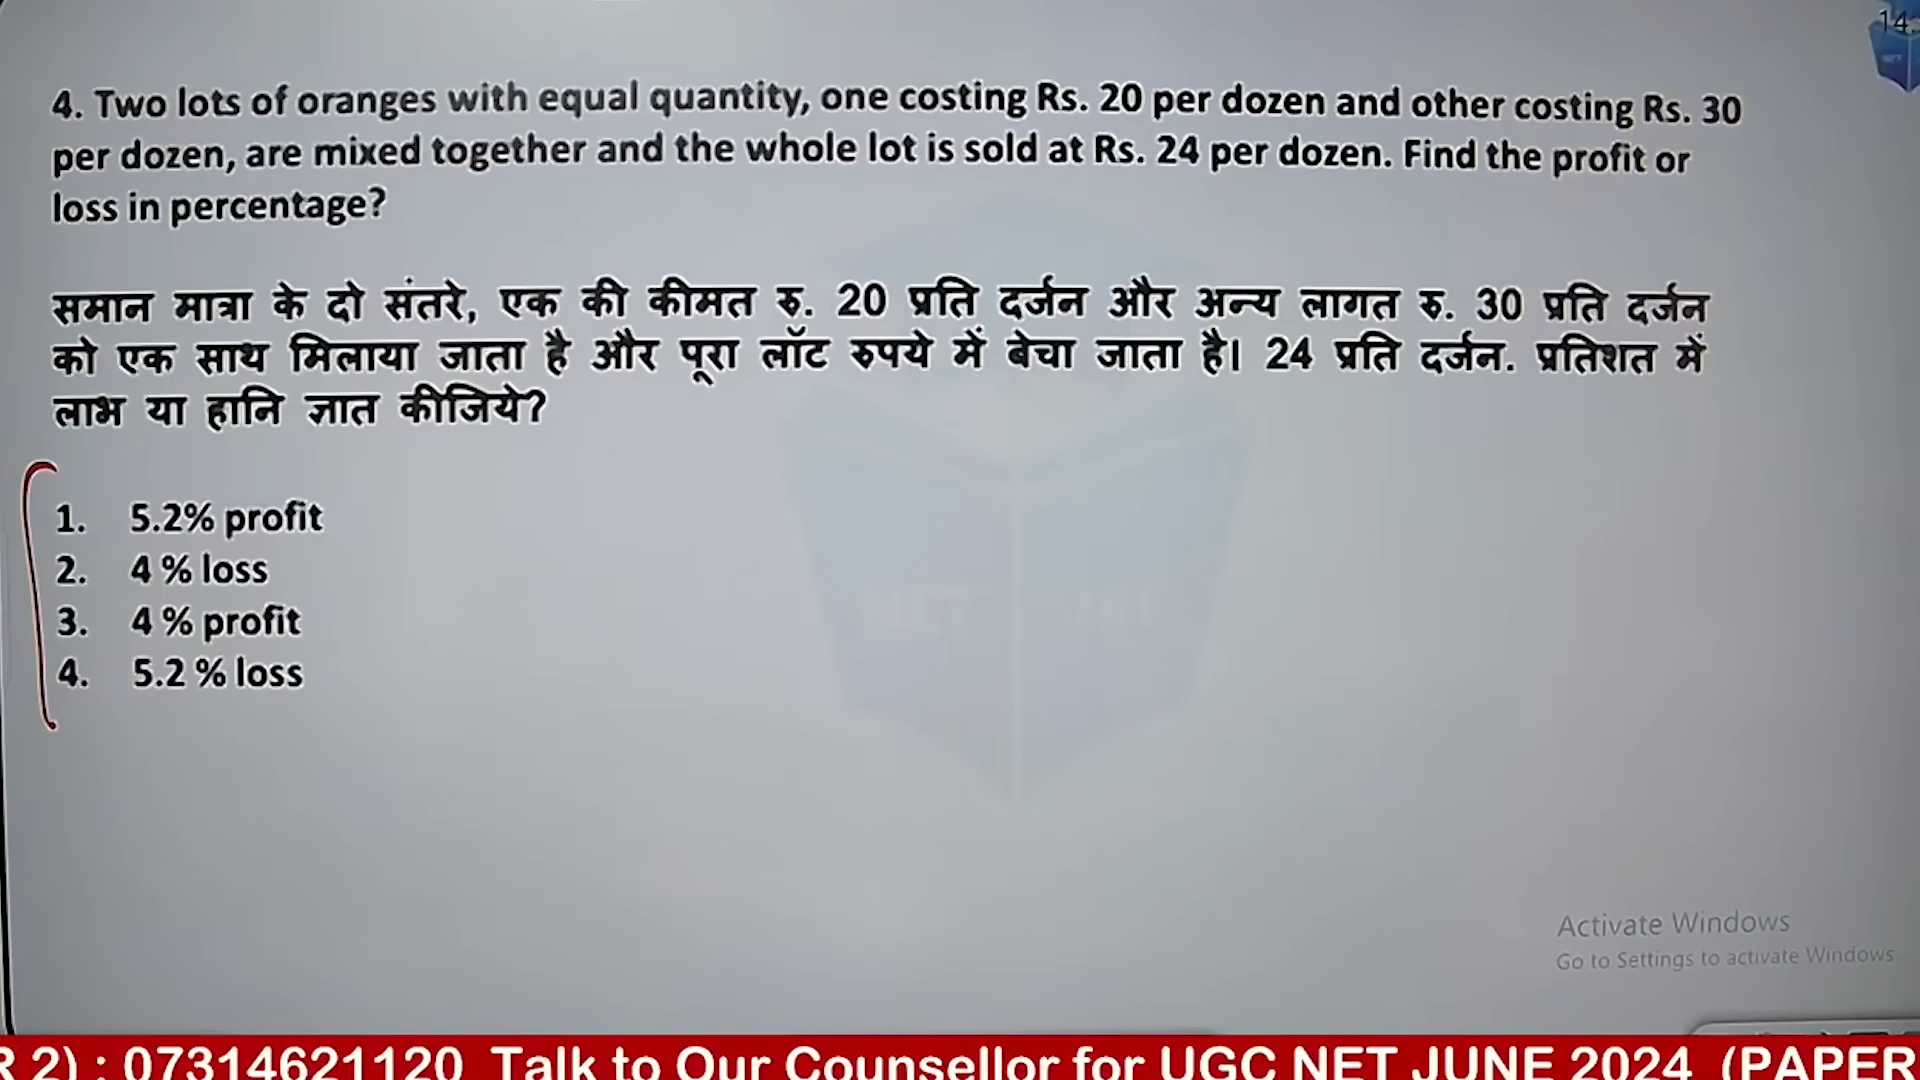 14:
4. Two lots of oranges with equal quantity, one costing Rs. 20 per dozen and other costing Rs. 30
per dozen, are mixed together and the whole lot is sold at Rs. 24 per dozen. Find the profit or
loss in percentage?
समान मात्रा के दो संतरे, एक की कीमत रु. 20 प्रति दर्जन और अन्य लागत रु. 30 प्रति दर्जन
को एक साथ मिलाया जाता है और पूरा लॉट रुपये में बेचा जाता है। 24 प्रति दर्जन. प्रतिशत में
लाभ या हानि ज्ञात कीजिये?
1. 5.2% profit
2. 4 % loss
3. 4 % profit
4. 5.2 % loss
NET JRF
Activate Windows
Go to Settings to activate Windows
R 2) : 07314621120 Talk to Our Counsellor for UGC NET JUNE 2024 (PAPER